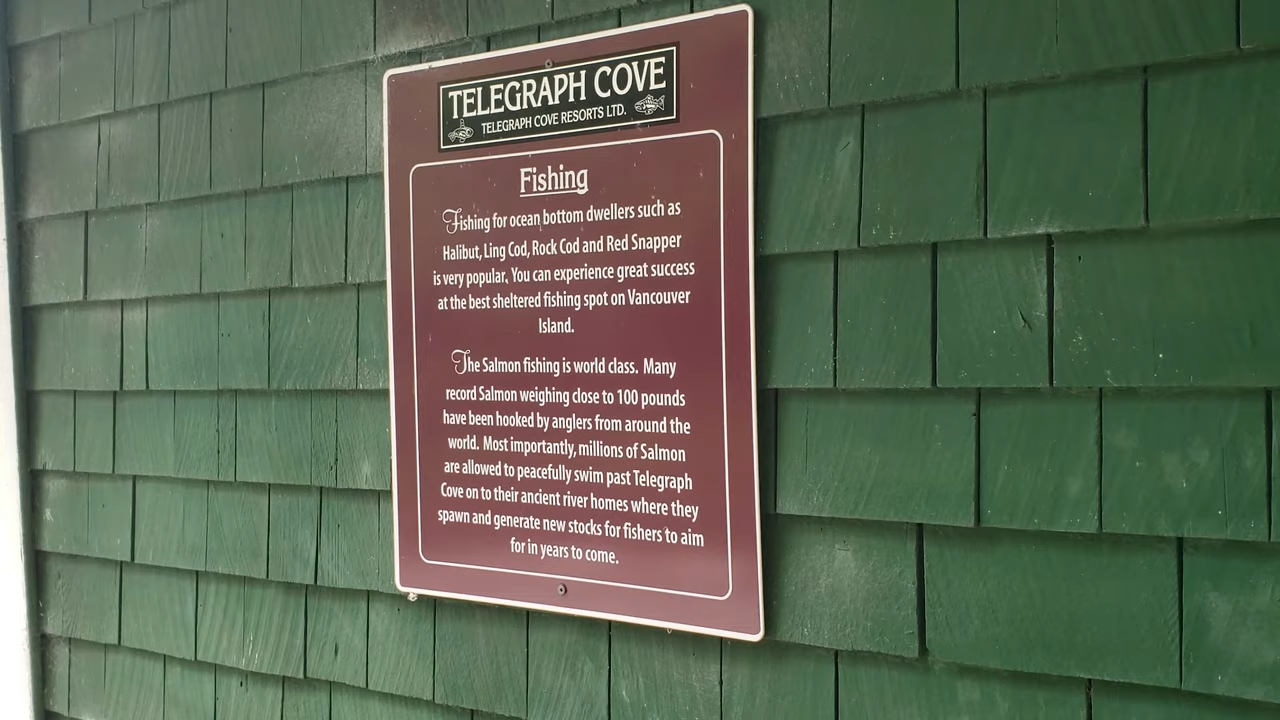 TELEGRAPH COVE
TELEGRAPH COVE RESORTS LTD.
Fishing
Fishing for ocean bottom dwellers such as
Halibut, Ling Cod, Rock Cod and Red Snapper
is very popular. You can experience great success
at the best sheltered fishing spot on Vancouver
Island.
The Salmon fishing is world class. Many
record Salmon weighing close to 100 pounds
have been hooked by anglers from around the
world. Most importantly, millions of Salmon
are allowed to peacefully swim past Telegraph
Cove on to their ancient river homes where they
spawn and generate new stocks for fishers to aim
for in years to come.